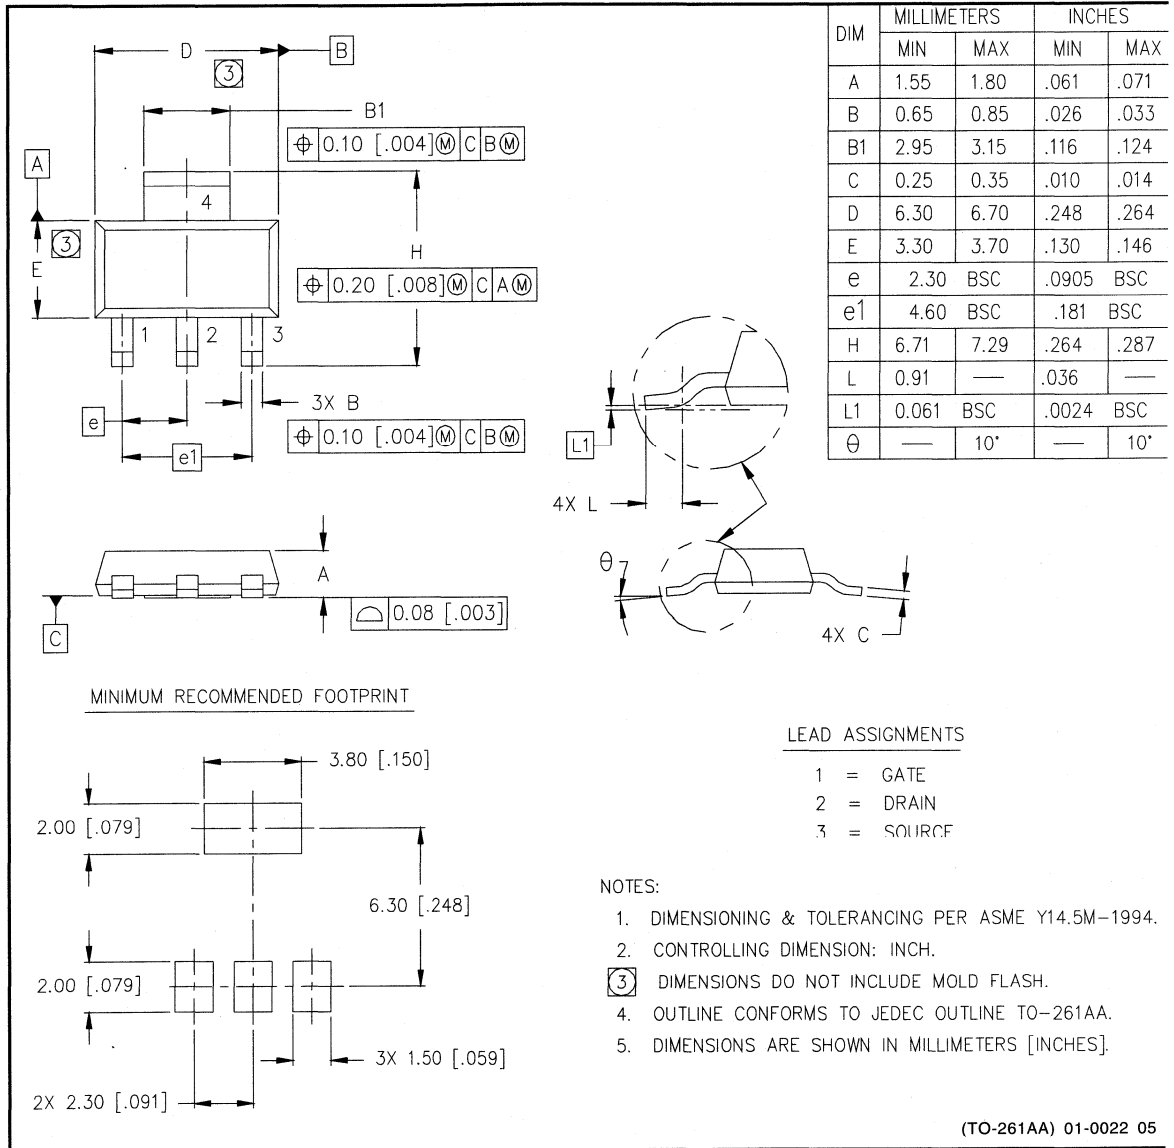 D
B
3
B1
⌖ 0.10 [.004]Ⓜ C BⓂ
A
4
3
E
H
⌖ 0.20 [.008]Ⓜ C AⓂ
1 2 3
3X B
e
⌖ 0.10 [.004]Ⓜ C BⓂ
e1
DIM MILLIMETERS INCHES
MIN MAX MIN MAX
A 1.55 1.80 .061 .071
B 0.65 0.85 .026 .033
B1 2.95 3.15 .116 .124
C 0.25 0.35 .010 .014
D 6.30 6.70 .248 .264
E 3.30 3.70 .130 .146
e 2.30 BSC .0905 BSC
e1 4.60 BSC .181 BSC
H 6.71 7.29 .264 .287
L 0.91 — .036 —
L1 0.061 BSC .0024 BSC
θ — 10° — 10°
L1
4X L
A
⌓ 0.08 [.003]
C
θ
4X C
MINIMUM RECOMMENDED FOOTPRINT
3.80 [.150]
2.00 [.079]
6.30 [.248]
2.00 [.079]
3X 1.50 [.059]
2X 2.30 [.091]
LEAD ASSIGNMENTS
1 = GATE
2 = DRAIN
3 = SOURCE
NOTES:
1. DIMENSIONING & TOLERANCING PER ASME Y14.5M-1994.
2. CONTROLLING DIMENSION: INCH.
3 DIMENSIONS DO NOT INCLUDE MOLD FLASH.
4. OUTLINE CONFORMS TO JEDEC OUTLINE TO-261AA.
5. DIMENSIONS ARE SHOWN IN MILLIMETERS [INCHES].
(TO-261AA) 01-0022 05